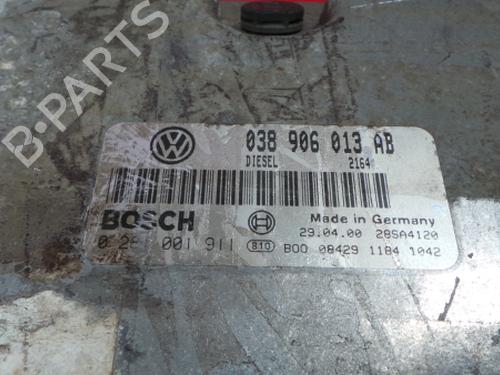 B-PARTS
038 906 013 AB
DIESEL 2164
BOSCH
Made in Germany
29.04.00 28SA4120
001 911 810 B00 08429 1184 1042